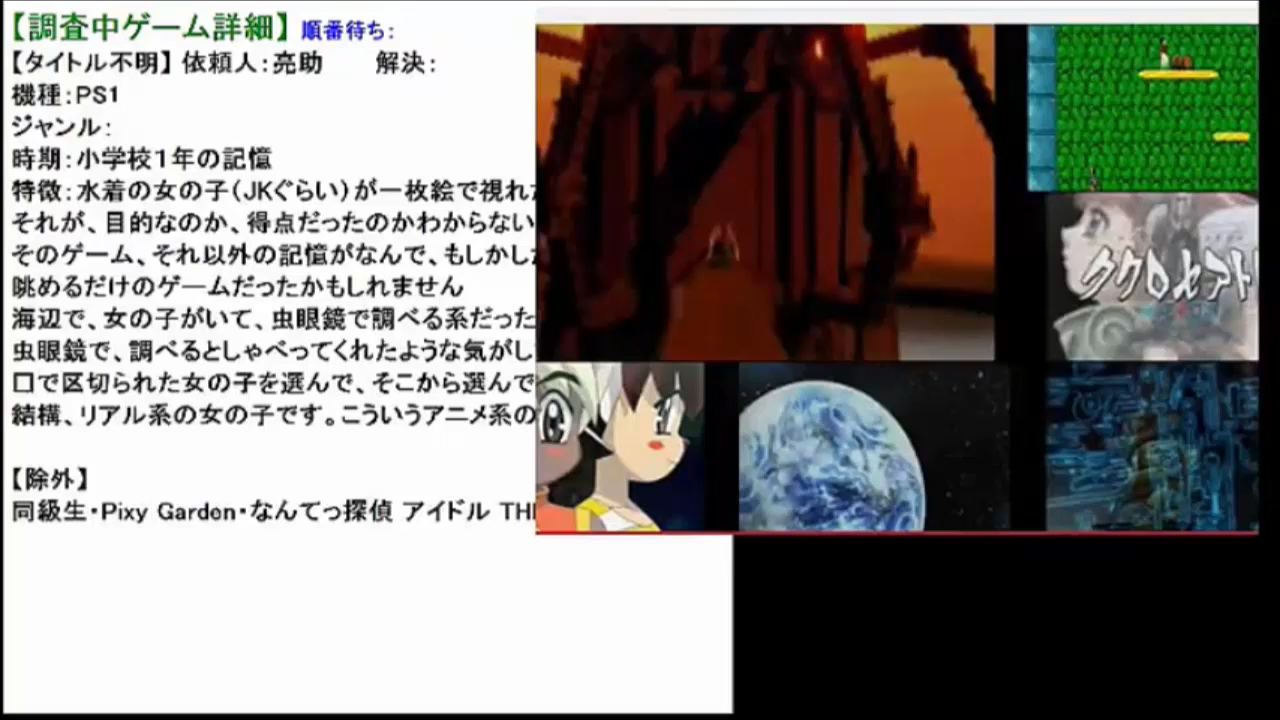 【調査中ゲーム詳細】 順番待ち:
【タイトル不明】 依頼人:亮助 解決:
機種:PS1
ジャンル:
時期:小学校1年の記憶
特徴:水着の女の子(JKぐらい)が一枚絵で視れ
それが、目的なのか、得点だったのかわからない
そのゲーム、それ以外の記憶がなんで、もしかし
眺めるだけのゲームだったかもしれません
海辺で、女の子がいて、虫眼鏡で調べる系だった
虫眼鏡で、調べるとしゃべってくれたような気がし
口で区切られた女の子を選んで、そこから選んで
結構、リアル系の女の子です。こういうアニメ系の
【除外】
同級生・Pixy Garden・なんてっ探偵 アイドル TH
ククロセアト